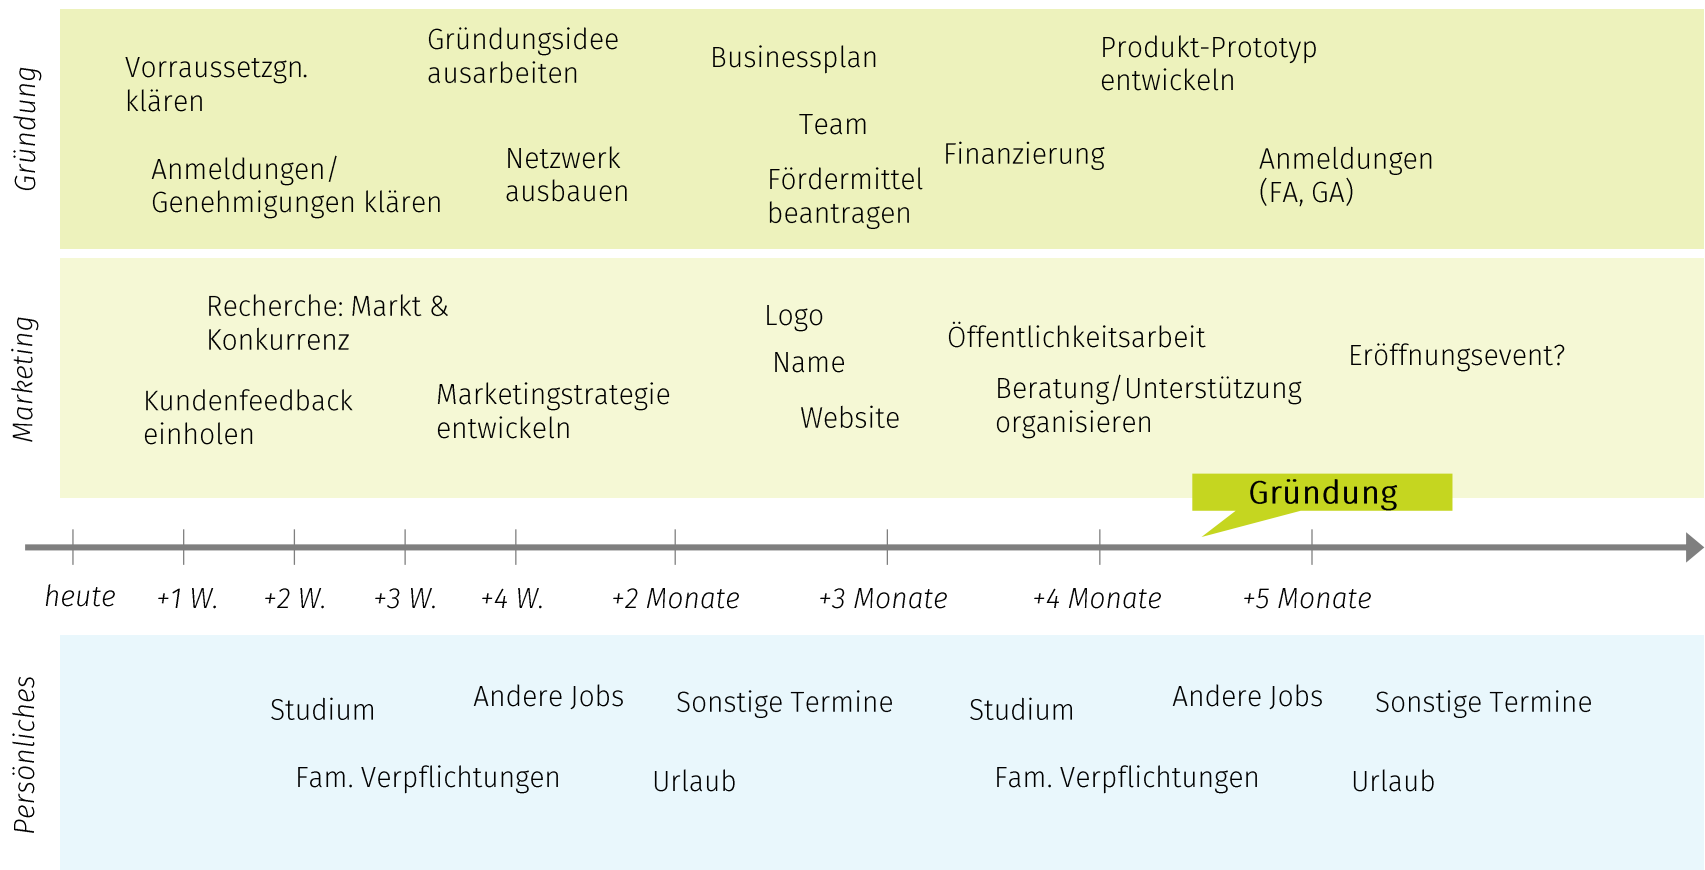 Gründung
Vorraussetzgn.
klären
Gründungsidee
ausarbeiten
Businessplan
Produkt-Prototyp
entwickeln
Team
Anmeldungen/
Genehmigungen klären
Netzwerk
ausbauen
Fördermittel
beantragen
Finanzierung
Anmeldungen
(FA, GA)
Marketing
Recherche: Markt &
Konkurrenz
Logo
Name
Website
Öffentlichkeitsarbeit
Eröffnungsevent?
Kundenfeedback
einholen
Marketingstrategie
entwickeln
Beratung/Unterstützung
organisieren
Gründung
heute
+1 W.
+2 W.
+3 W.
+4 W.
+2 Monate
+3 Monate
+4 Monate
+5 Monate
Persönliches
Studium
Andere Jobs
Sonstige Termine
Studium
Andere Jobs
Sonstige Termine
Fam. Verpflichtungen
Urlaub
Fam. Verpflichtungen
Urlaub